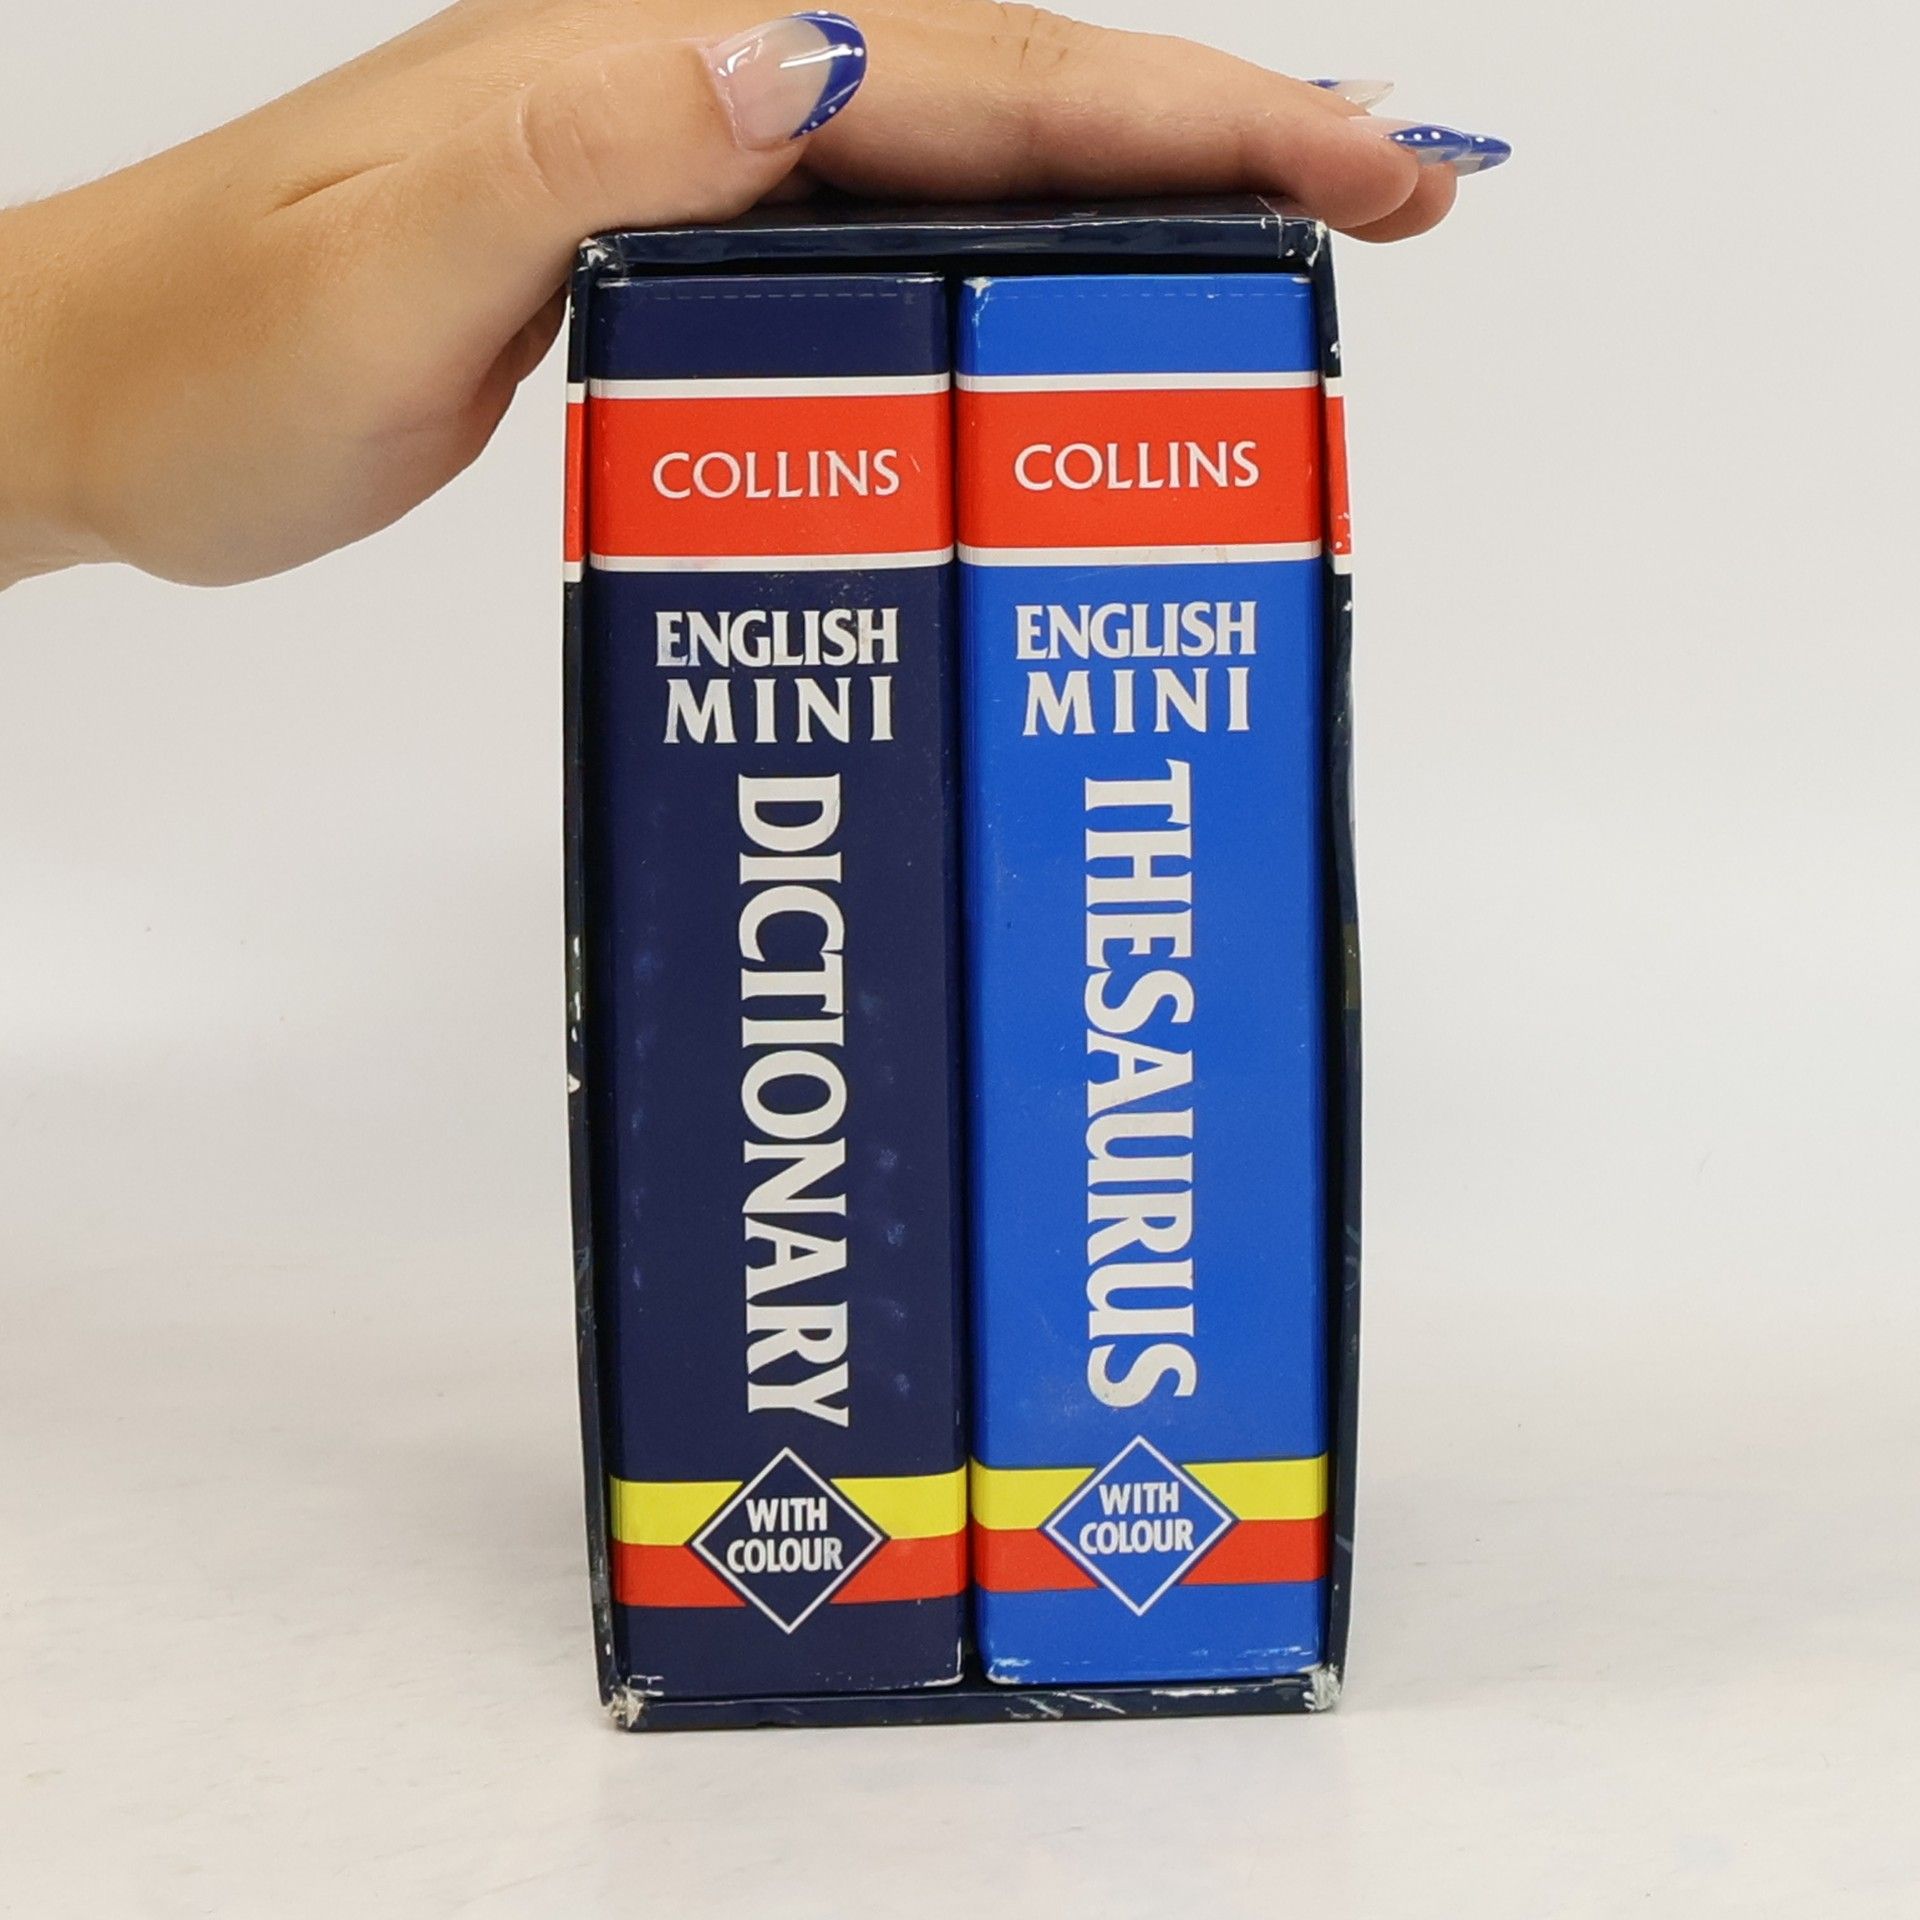 COLLINS
ENGLISH
MINI
DICTIONARY
WITH
COLOUR
COLLINS
ENGLISH
MINI
THESAURUS
WITH
COLOUR